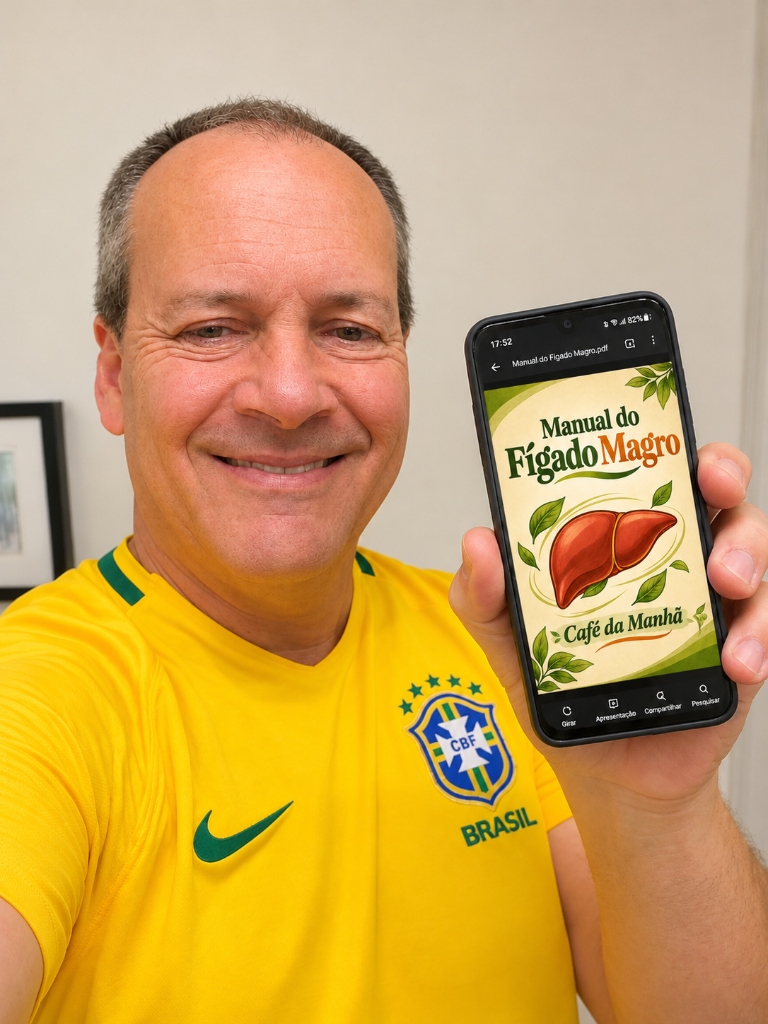 17:52
82%
Manual do Fígado Magro.pdf
Manual do
Fígado Magro
Café da Manhã
Girar
Apresentação
Compartilhar
Pesquisar
CBF
BRASIL